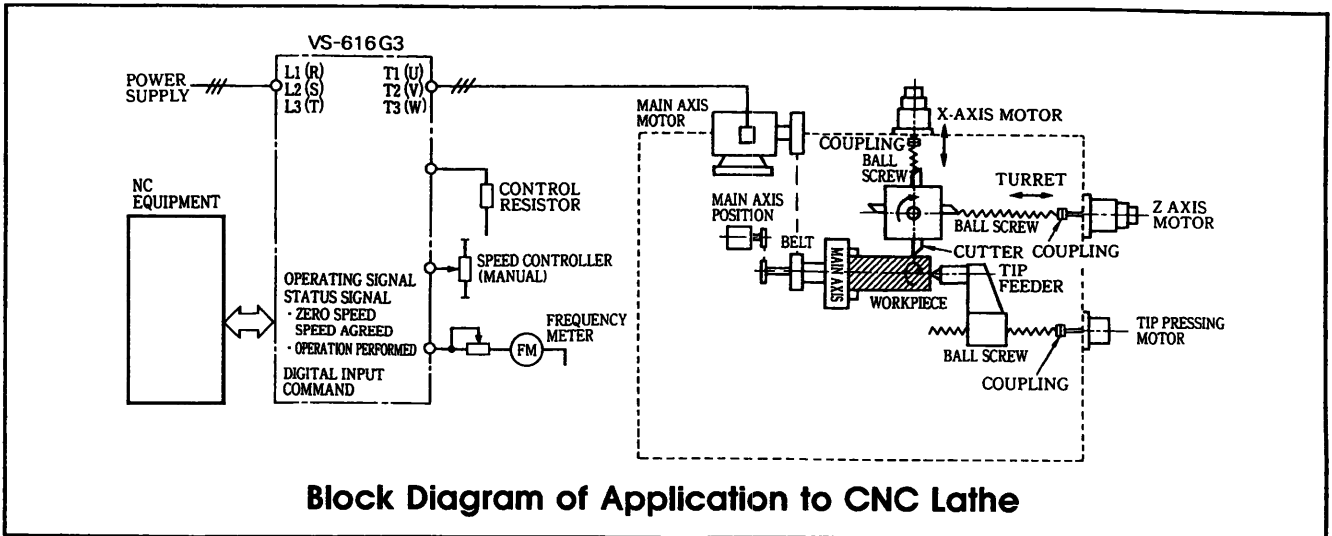 VS-616G3
POWER
SUPPLY
L1 (R)
L2 (S)
L3 (T)
T1 (U)
T2 (V)
T3 (W)
NC
EQUIPMENT
CONTROL
RESISTOR
SPEED CONTROLLER
(MANUAL)
OPERATING SIGNAL
STATUS SIGNAL
· ZERO SPEED
SPEED AGREED
· OPERATION PERFORMED
DIGITAL INPUT
COMMAND
FREQUENCY
METER
FM
MAIN AXIS
MOTOR
X-AXIS MOTOR
COUPLING
BALL
SCREW
TURRET
MAIN AXIS
POSITION
BELT
BALL SCREW
Z AXIS
MOTOR
CUTTER
COUPLING
MAIN AXIS
TIP
FEEDER
WORKPIECE
BALL SCREW
TIP PRESSING
MOTOR
COUPLING
Block Diagram of Application to CNC Lathe